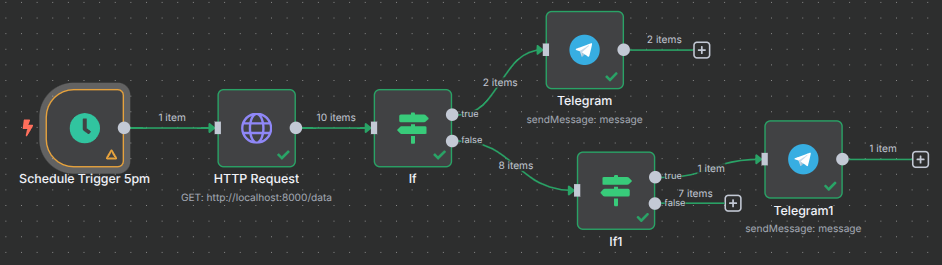 2 items
2 items
Telegram
sendMessage: message
1 item
10 items
true
false
Schedule Trigger 5pm
HTTP Request
GET: http://localhost:8000/data
If
8 items
true
1 item
1 item
false
7 items
If1
Telegram1
sendMessage: message